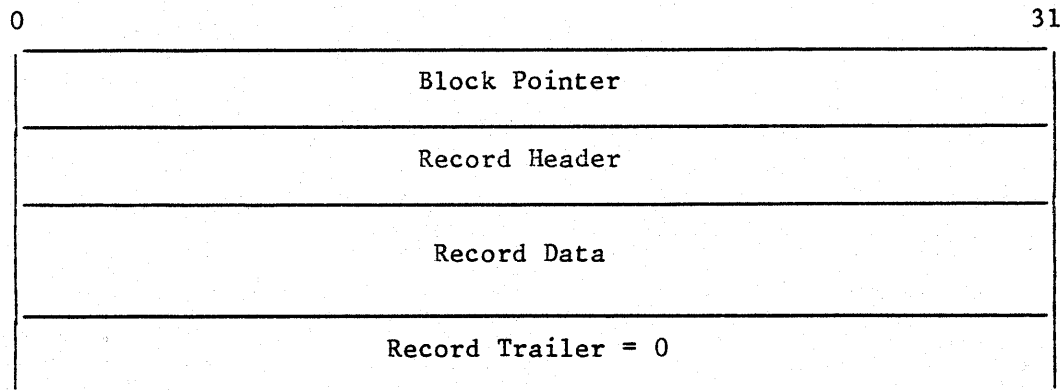 0 31
Block Pointer
Record Header
Record Data
Record Trailer = 0